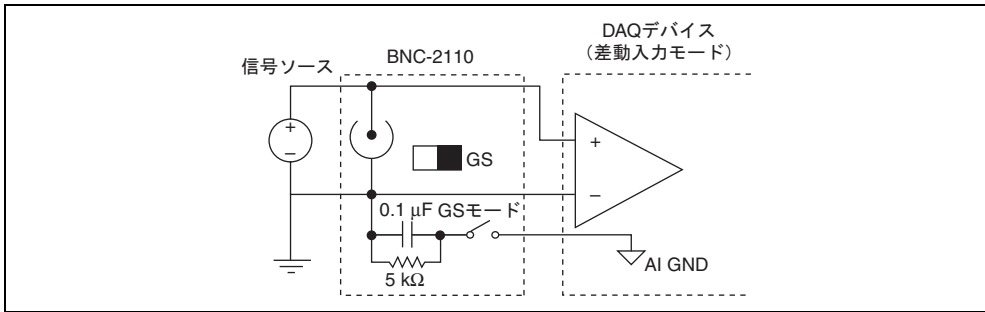 DAQデバイス
（差動入力モード）
信号ソース
BNC-2110
+
–
+
–
GS
0.1 μF GSモード
5 kΩ
AI GND